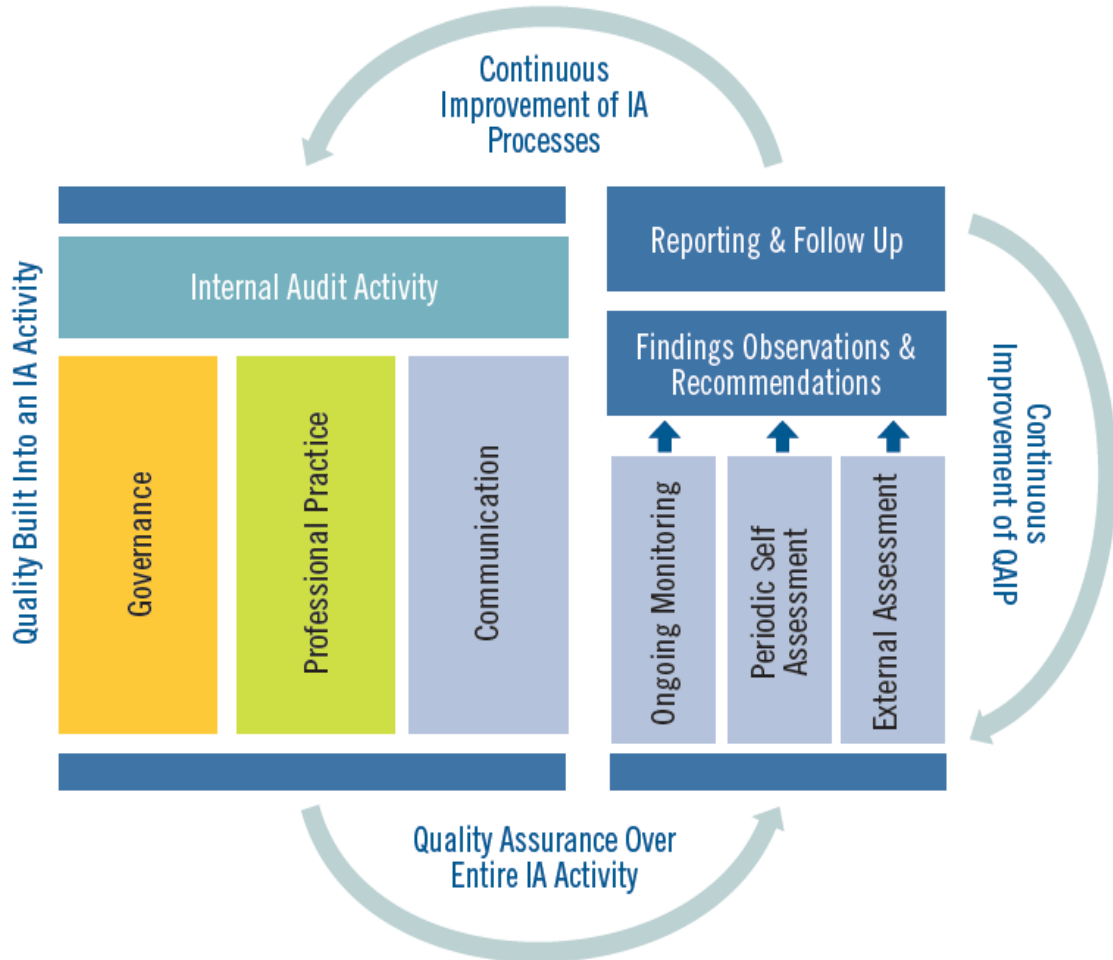 Continuous
Improvement of IA
Processes
Quality Built Into an IA Activity
Internal Audit Activity
Governance
Professional Practice
Communication
Reporting & Follow Up
Findings Observations &
Recommendations
Ongoing Monitoring
Periodic Self
Assessment
External Assessment
Continuous
Improvement of QAIP
Quality Assurance Over
Entire IA Activity